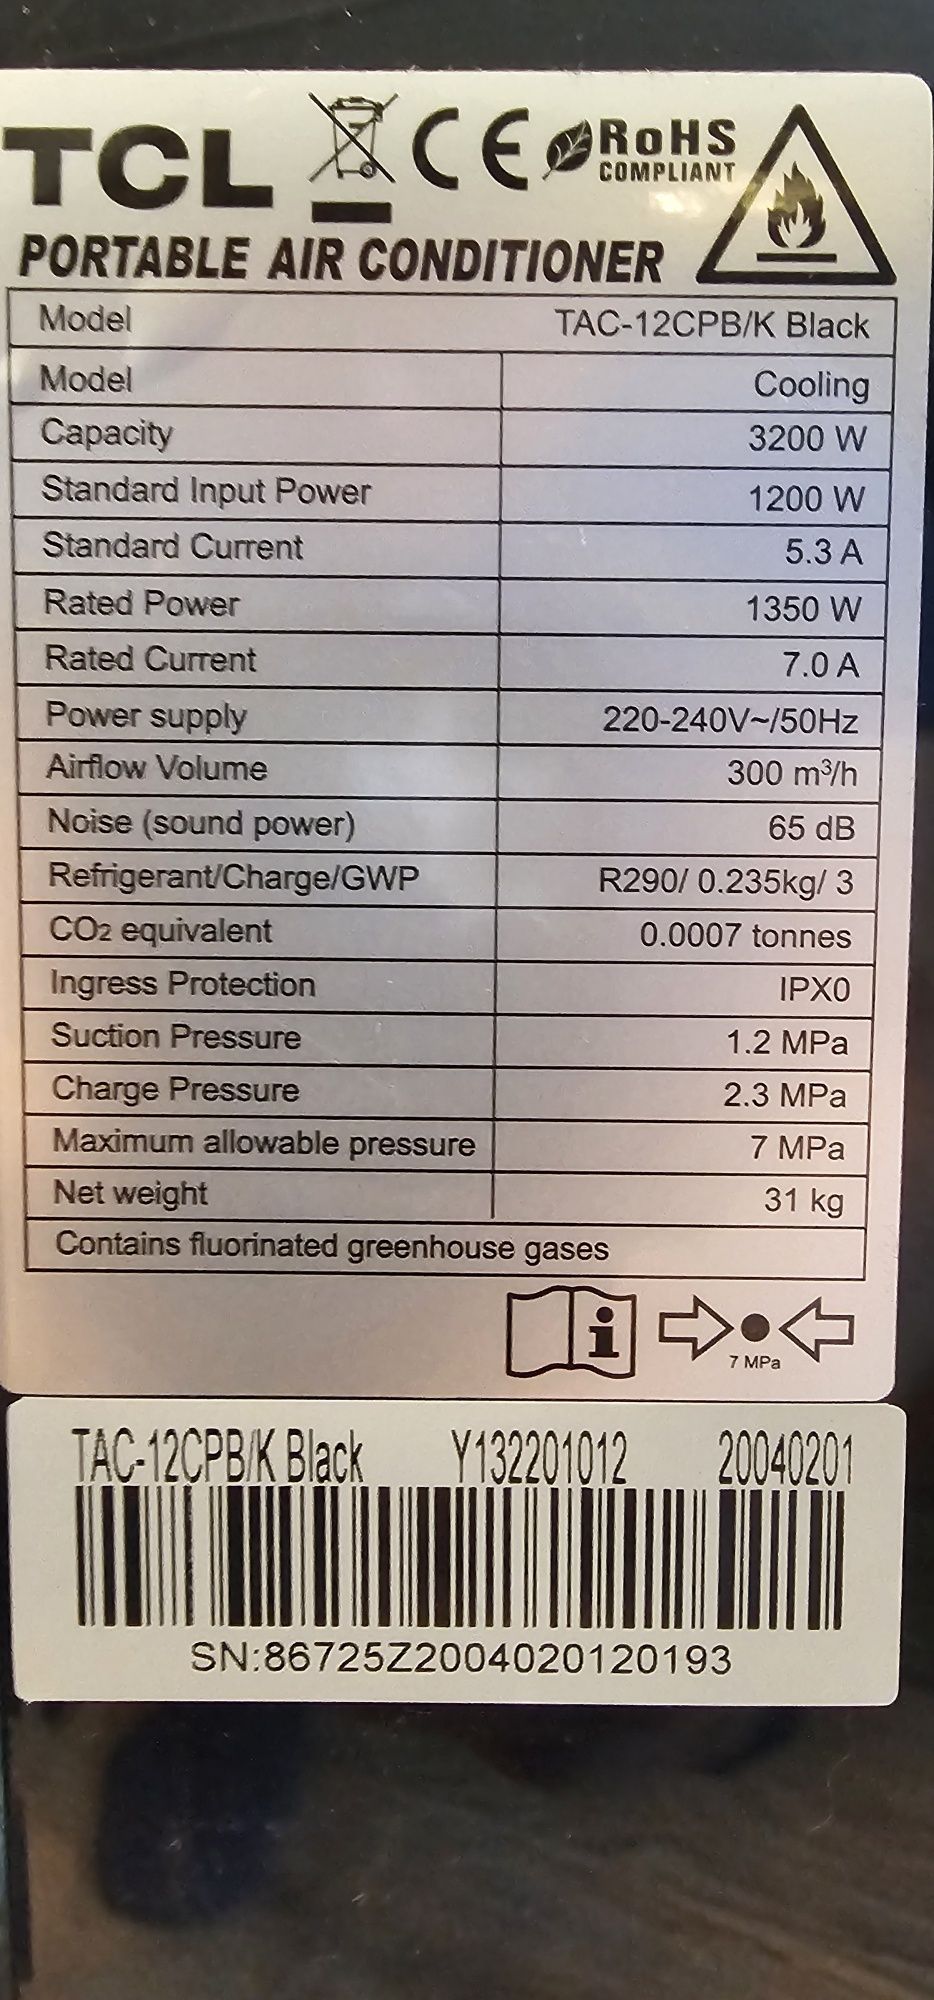 TCL CE RoHS
COMPLIANT
PORTABLE AIR CONDITIONER
Model TAC-12CPB/K Black
Model Cooling
Capacity 3200 W
Standard Input Power 1200 W
Standard Current 5.3 A
Rated Power 1350 W
Rated Current 7.0 A
Power supply 220-240V~/50Hz
Airflow Volume 300 m³/h
Noise (sound power) 65 dB
Refrigerant/Charge/GWP R290/ 0.235kg/ 3
CO2 equivalent 0.0007 tonnes
Ingress Protection IPX0
Suction Pressure 1.2 MPa
Charge Pressure 2.3 MPa
Maximum allowable pressure 7 MPa
Net weight 31 kg
Contains fluorinated greenhouse gases
i
7 MPa
TAC-12CPB/K Black Y132201012 20040201
SN:86725Z2004020120193